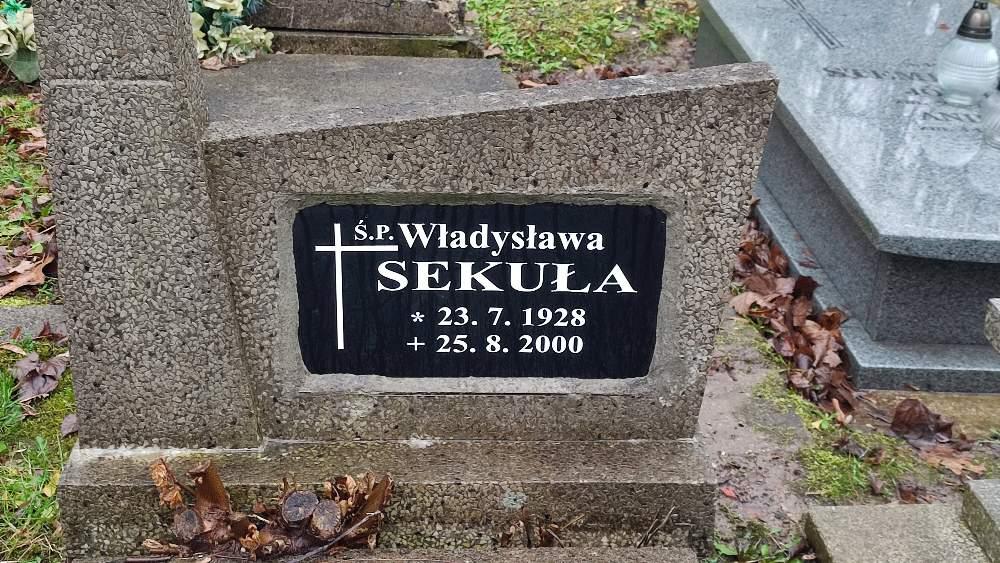 Ś.P. Władysława
SEKUŁA
* 23. 7. 1928
+ 25. 8. 2000